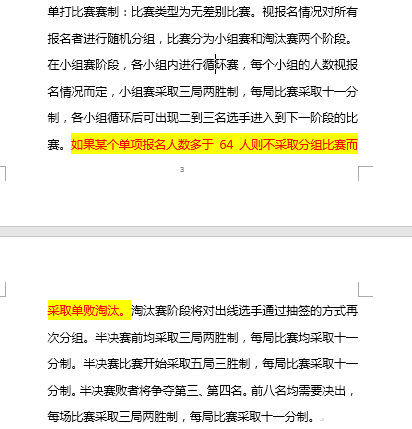 单打比赛赛制：比赛类型为无差别比赛。视报名情况对所有
报名者进行随机分组，比赛分为小组赛和淘汰赛两个阶段。
在小组赛阶段，各小组内进行循环赛，每个小组的人数视报
名情况而定，小组赛采取三局两胜制，每局比赛采取十一分
制，各小组循环后可出现二到三名选手进入到下一阶段的比
赛。如果某个单项报名人数多于 64 人则不采取分组比赛而
3
采取单败淘汰。淘汰赛阶段将对出线选手通过抽签的方式再
次分组。半决赛前均采取三局两胜制，每局比赛均采取十一
分制。半决赛比赛开始采取五局三胜制，每局比赛采取十一
分制。半决赛败者将争夺第三、第四名。前八名均需要决出，
每场比赛采取三局两胜制，每局比赛采取十一分制。